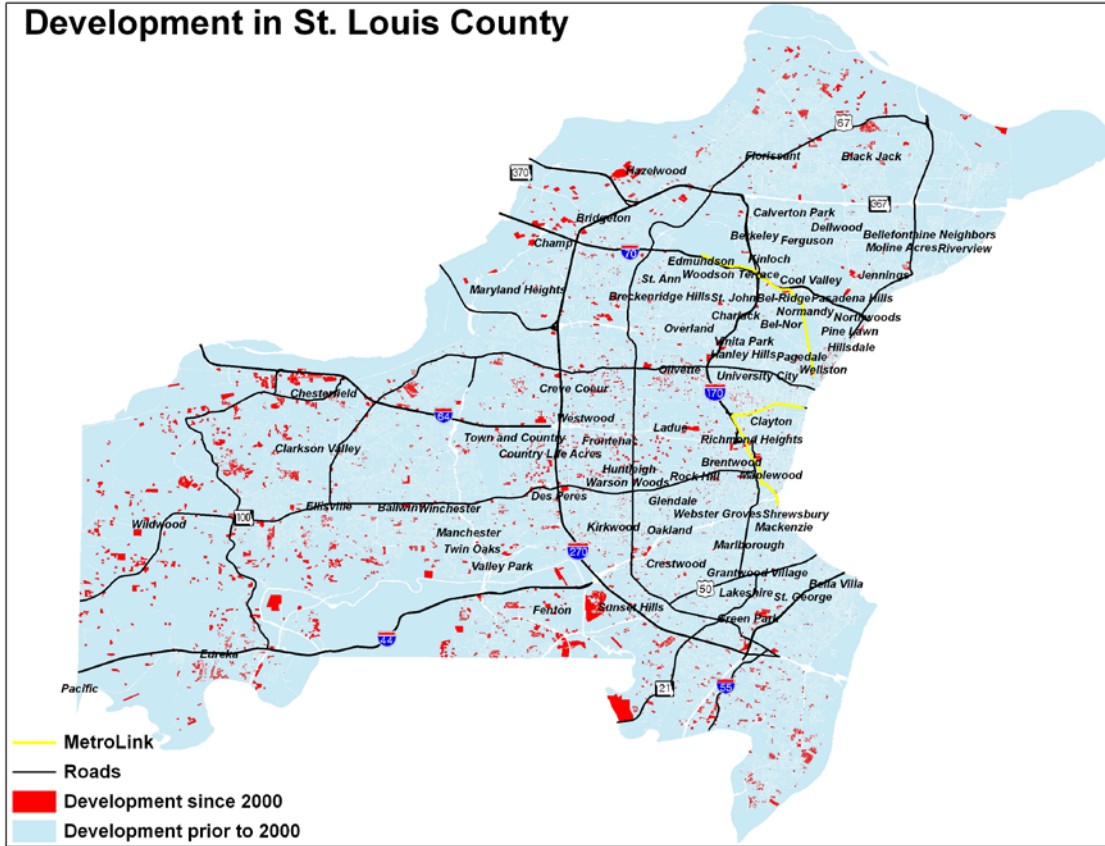 Development in St. Louis County
67
Florissant
Black Jack
370
Hazelwood
367
Bridgeton
Calverton Park
Dellwood
Champ
70
Berkeley
Ferguson
Bellefontaine Neighbors
Moline Acres
Riverview
Edmundson
Kinloch
St. Ann
Woodson Terrace
Cool Valley
Jennings
Maryland Heights
Breckenridge Hills
St. John
Bel-Ridge
Pasadena Hills
Charlack
Normandy
Northwoods
Overland
Bel-Nor
Pine Lawn
Vinita Park
Hillsdale
Hanley Hills
Pagedale
Olivette
University City
Wellston
Chesterfield
Creve Coeur
170
64
Westwood
Ladue
Clayton
Town and Country
Frontenac
Richmond Heights
Clarkson Valley
Country Life Acres
Huntleigh
Brentwood
Warson Woods
Rock Hill
Maplewood
Des Peres
Glendale
Ellisville
Ballwin
Winchester
Webster Groves
Shrewsbury
Wildwood
100
Kirkwood
Oakland
Mackenzie
Manchester
Twin Oaks
270
Marlborough
Valley Park
Crestwood
Grantwood Village
50
Lakeshire
Bella Villa
St. George
Fenton
Sunset Hills
Green Park
44
Eureka
Pacific
21
55
MetroLink
Roads
Development since 2000
Development prior to 2000